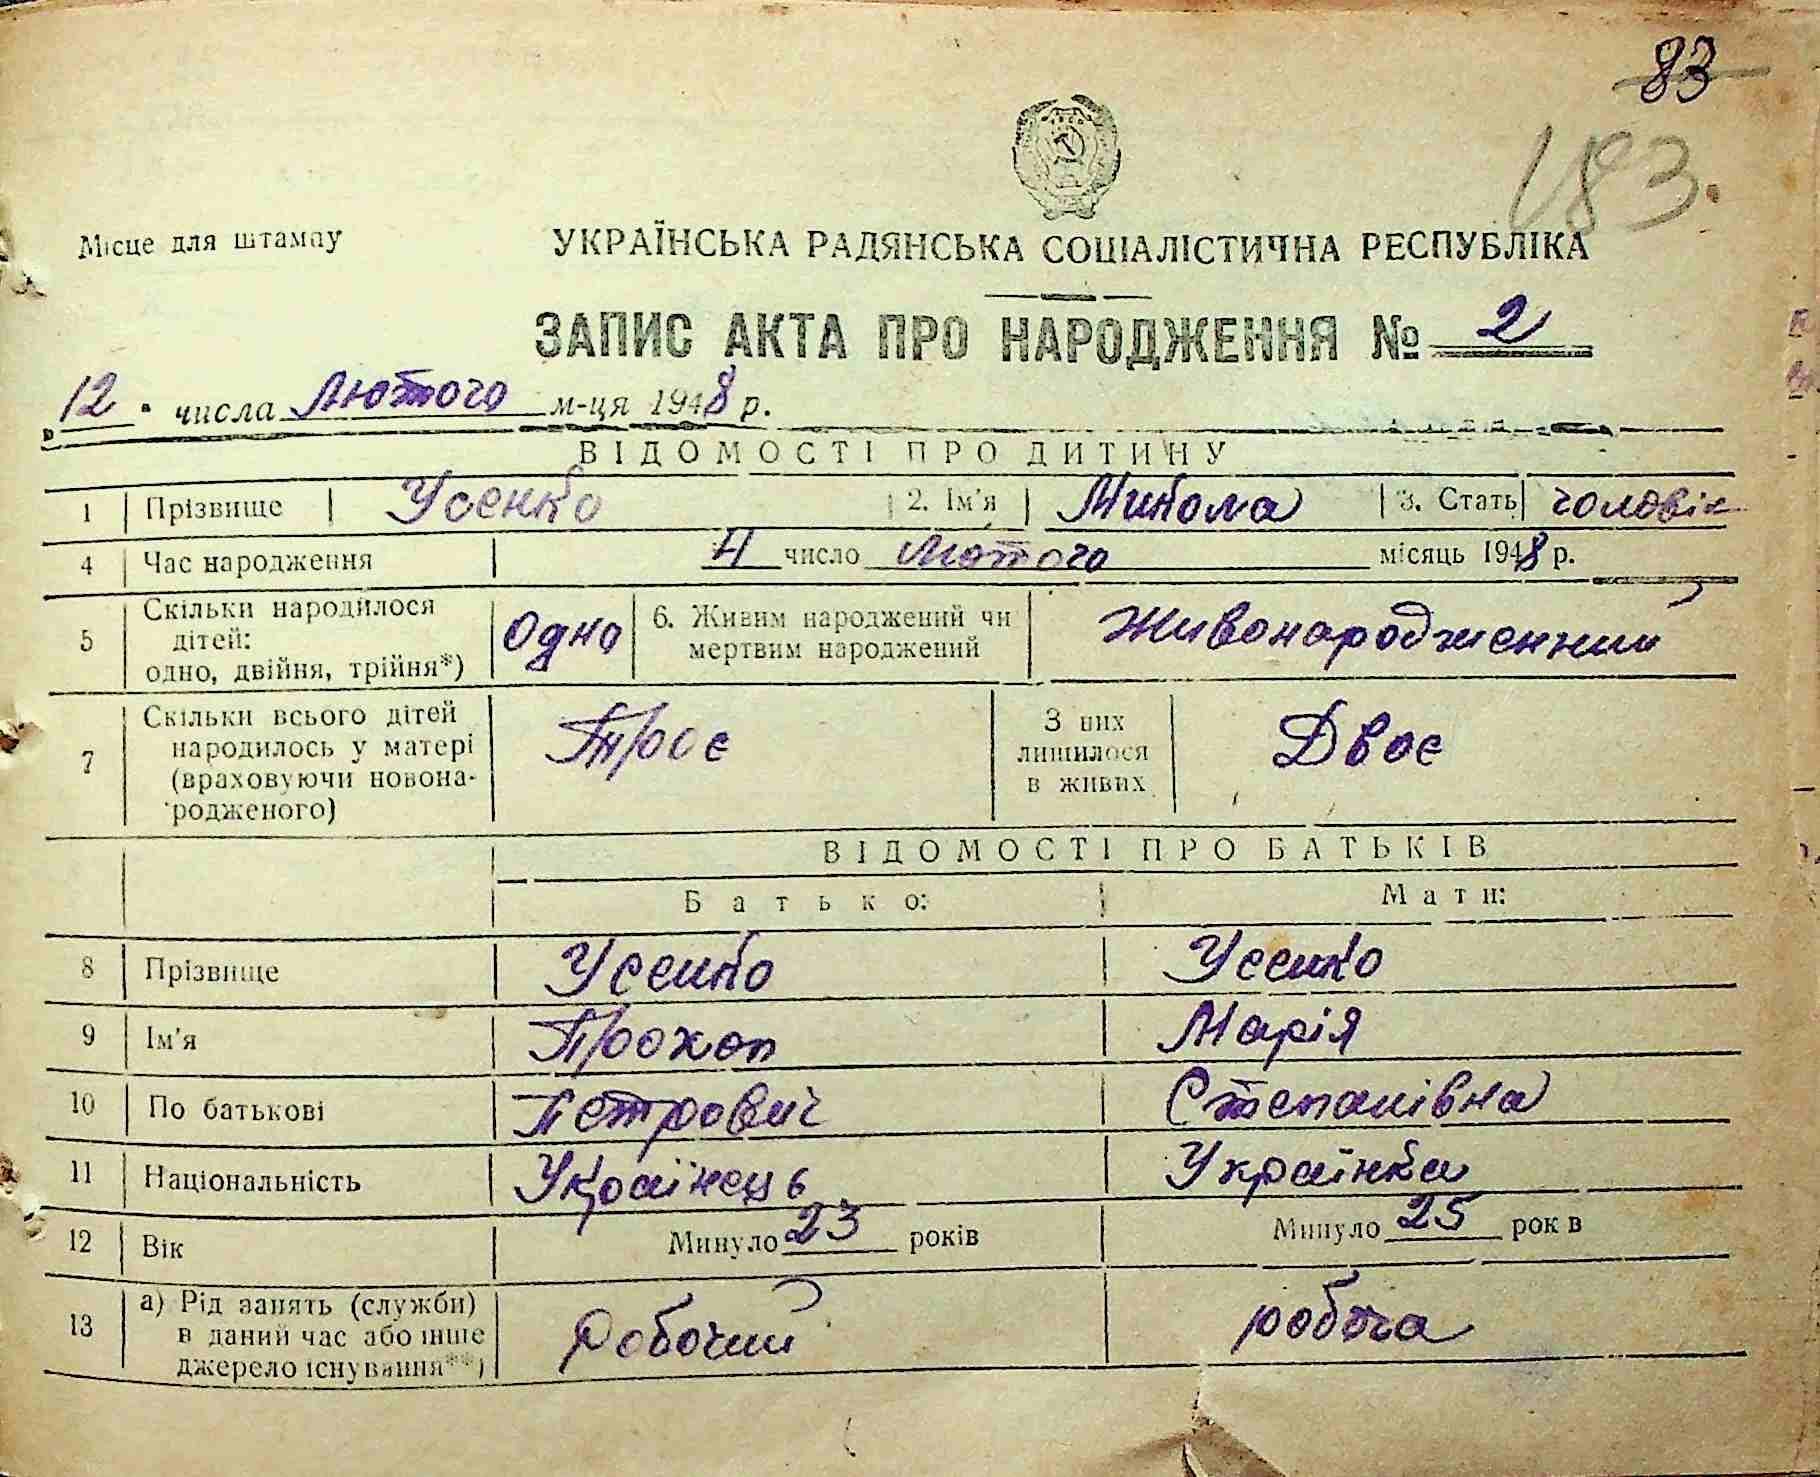 83
183.
Місце для штампу
УКРАЇНСЬКА РАДЯНСЬКА СОЦІАЛІСТИЧНА РЕСПУБЛІКА
ЗАПИС АКТА ПРО НАРОДЖЕННЯ № 2
12 числа Лютого м-ця 1948 р.
ВІДОМОСТІ ПРО ДИТИНУ
1 Прізвище Усенко 2. Ім'я Микола 3. Стать чоловік
4 Час народження 4 число Лютого місяць 1948 р.
5 Скільки народилося дітей: одно, двійня, трійня*) Одно 6. Живим народжений чи мертвим народжений Живонародженний
7 Скільки всього дітей народилось у матері (враховуючи новонародженого) Троє З них лишилося в живих Двоє
ВІДОМОСТІ ПРО БАТЬКІВ
Батько: Мати:
8 Прізвище Усенко Усенко
9 Ім'я Прокоп Марія
10 По батькові Петрович Степанівна
11 Національність Українець Українка
12 Вік Минуло 23 років Минуло 25 рок в
13 а) Рід занять (служби) в даний час або інше джерело існування**) Робочий робоча